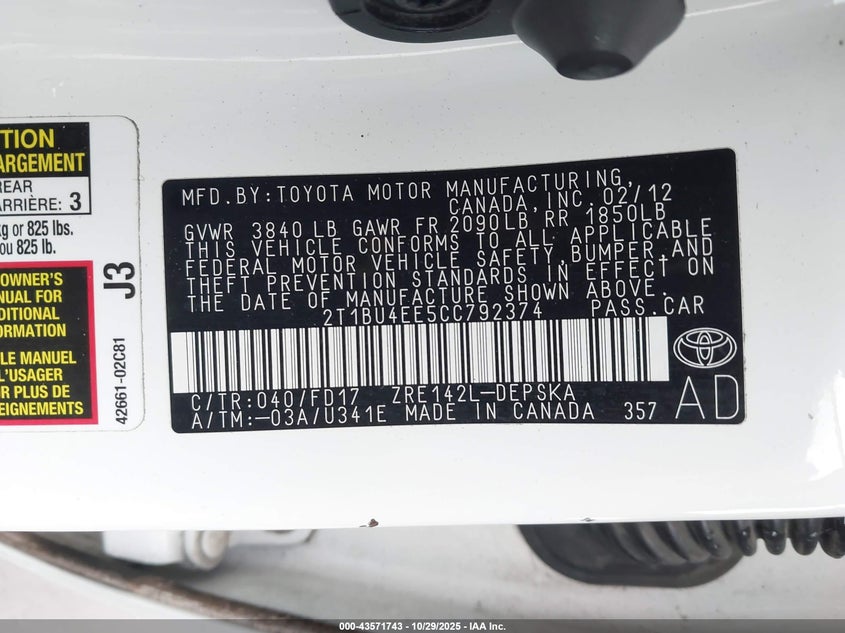 TION
ARGEMENT
REAR
ARRIÈRE: 3
kg or 825 lbs.
ou 825 lb.
OWNER'S
NUAL FOR
DDITIONAL
ORMATION
LE MANUEL
L'USAGER
R PLUS DE
SEIGNEMENTS
J3
42661-02C81
MFD.BY:TOYOTA MOTOR MANUFACTURING
CANADA,INC.02/12
GVWR 3840 LB GAWR FR 2090LB, RR 1850LB
THIS VEHICLE CONFORMS TO ALL APPLICABLE
FEDERAL MOTOR VEHICLE SAFETY,BUMPER,AND
THEFT PREVENTION STANDARDS IN EFFECT ON
THE DATE OF MANUFACTURE SHOWN ABOVE.
2T1BU4EE5CC792374 PASS.CAR
C/TR:040/FD17 ZRE142L-DEPSKA
A/TM:-03A/U341E MADE IN CANADA 357
AD
000-43571743 | 10/29/2025 - IAA Inc.